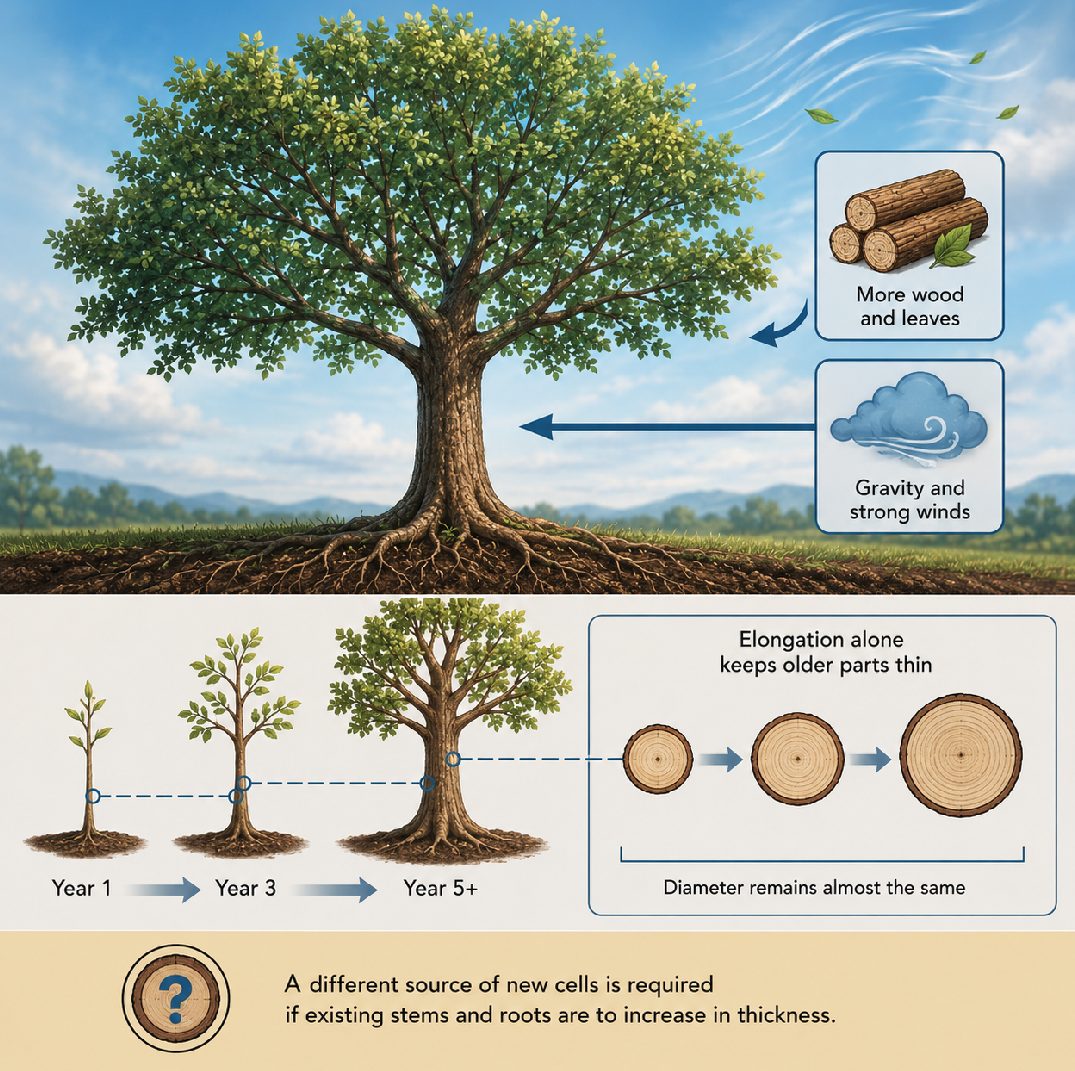 More wood
and leaves
Gravity and
strong winds
Elongation alone
keeps older parts thin
Year 1
Year 3
Year 5+
Diameter remains almost the same
?
A different source of new cells is required
if existing stems and roots are to increase in thickness.